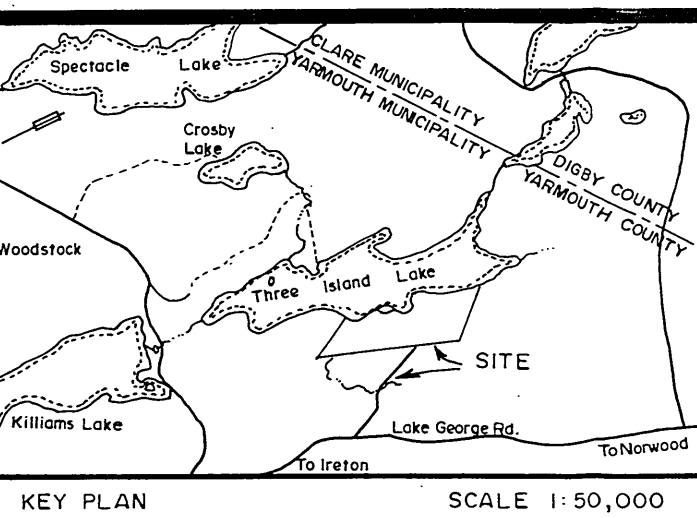 CLARE MUNICIPALITY
YARMOUTH MUNICIPALITY
Spectacle Lake
Crosby
Lake
DIGBY COUNTY
YARMOUTH COUNTY
Woodstock
Three Island Lake
SITE
Killiams Lake
Lake George Rd.
To Norwood
To Ireton
KEY PLAN
SCALE 1:50,000